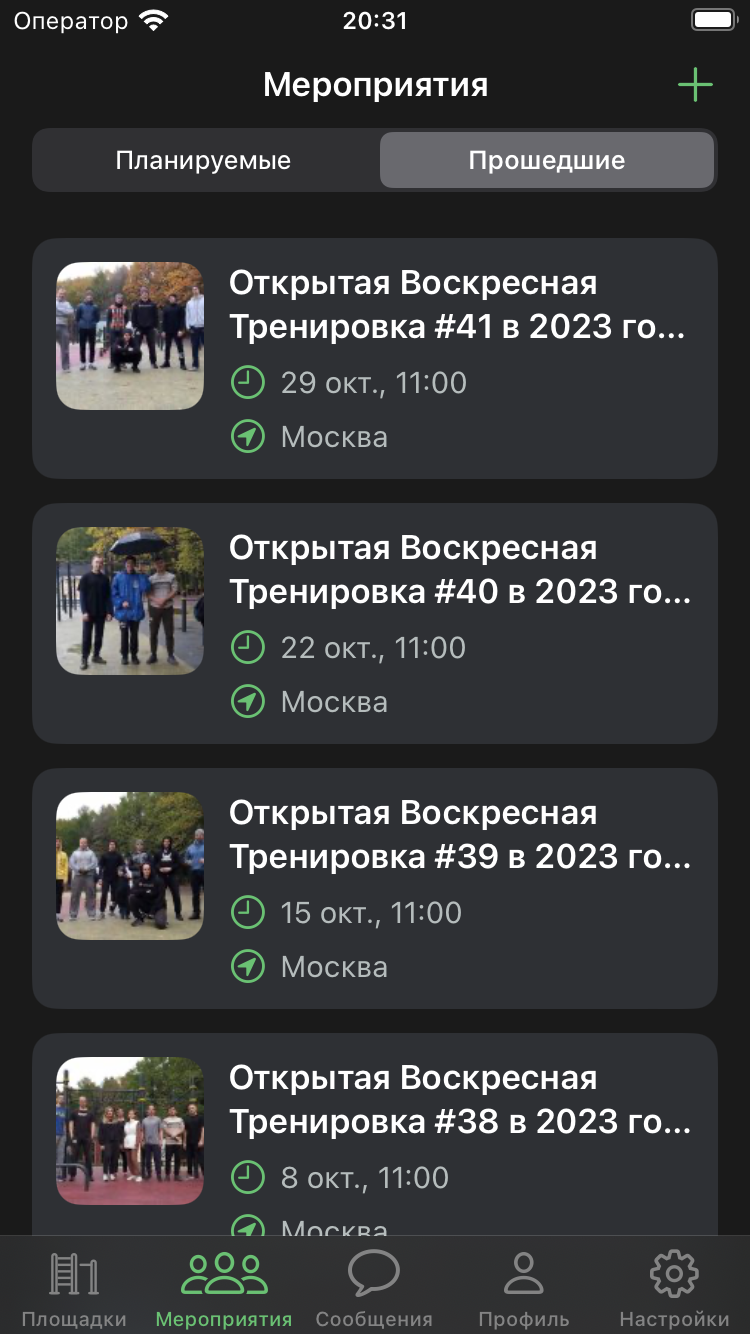 Оператор 20:31
Мероприятия
Планируемые Прошедшие
Открытая Воскресная
Тренировка #41 в 2023 го...
29 окт., 11:00
Москва
Открытая Воскресная
Тренировка #40 в 2023 го...
22 окт., 11:00
Москва
Открытая Воскресная
Тренировка #39 в 2023 го...
15 окт., 11:00
Москва
Открытая Воскресная
Тренировка #38 в 2023 го...
8 окт., 11:00
Москва
Площадки Мероприятия Сообщения Профиль Настройки